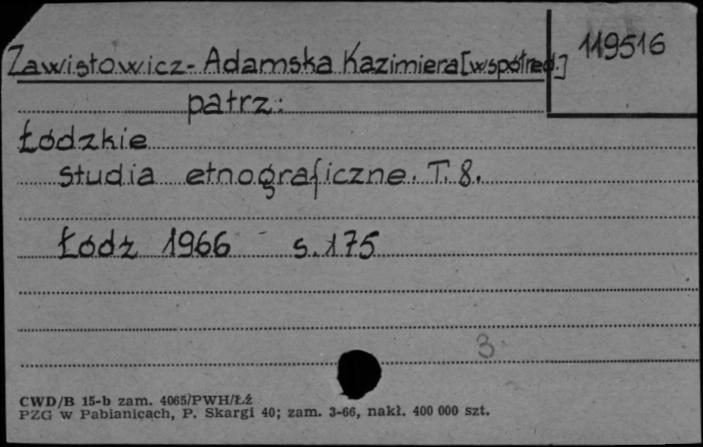 Zawistowicz-Adamska Kazimiera [współred.]
119516
patrz:
Łódzkie
studia etnograficzne. T. 8.
Łódź 1966 s. 175
3
CWD/B 15-b zam. 4065/PWH/Łź
PZG w Pabianicach, P. Skargi 40; zam. 3-66, nakł. 400 000 szt.